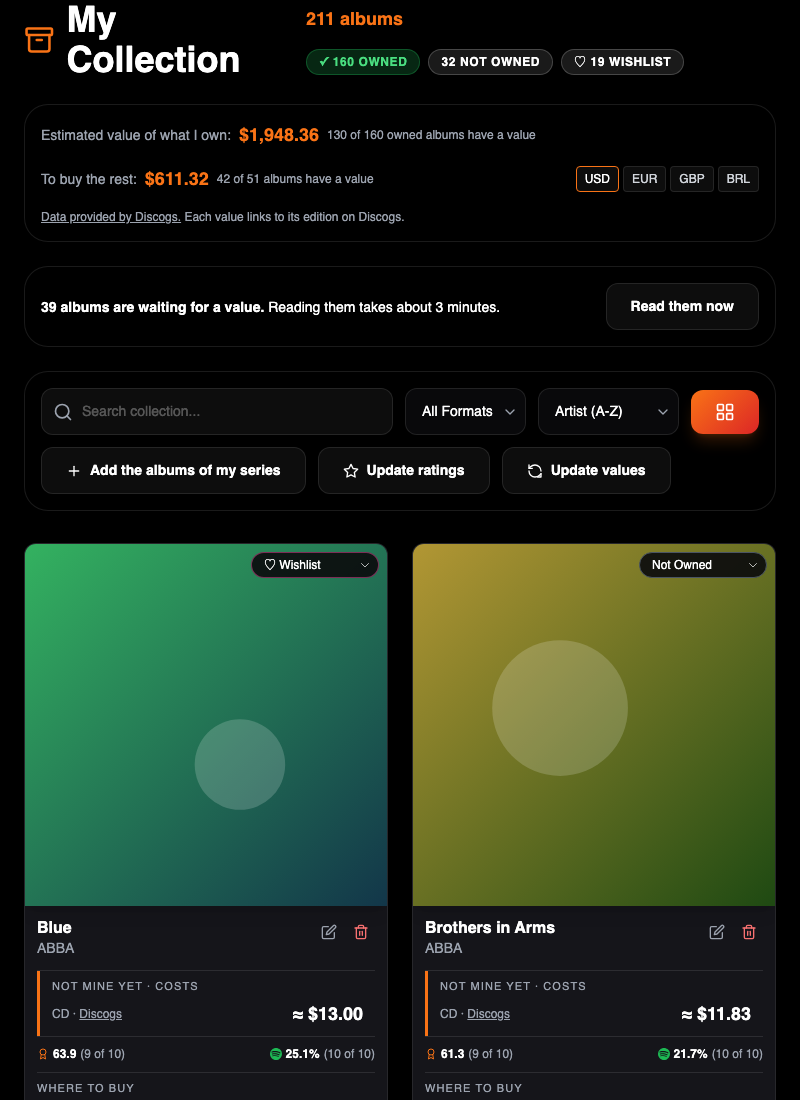 My
Collection
211 albums
✓ 160 OWNED
32 NOT OWNED
♡ 19 WISHLIST
Estimated value of what I own: $1,948.36 130 of 160 owned albums have a value
To buy the rest: $611.32 42 of 51 albums have a value
USD
EUR
GBP
BRL
Data provided by Discogs. Each value links to its edition on Discogs.
39 albums are waiting for a value. Reading them takes about 3 minutes.
Read them now
Search collection...
All Formats
Artist (A-Z)
Add the albums of my series
Update ratings
Update values
♡ Wishlist
Blue
ABBA
NOT MINE YET · COSTS
CD · Discogs ≈ $13.00
63.9 (9 of 10) 25.1% (10 of 10)
WHERE TO BUY
Not Owned
Brothers in Arms
ABBA
NOT MINE YET · COSTS
CD · Discogs ≈ $11.83
61.3 (9 of 10) 21.7% (10 of 10)
WHERE TO BUY